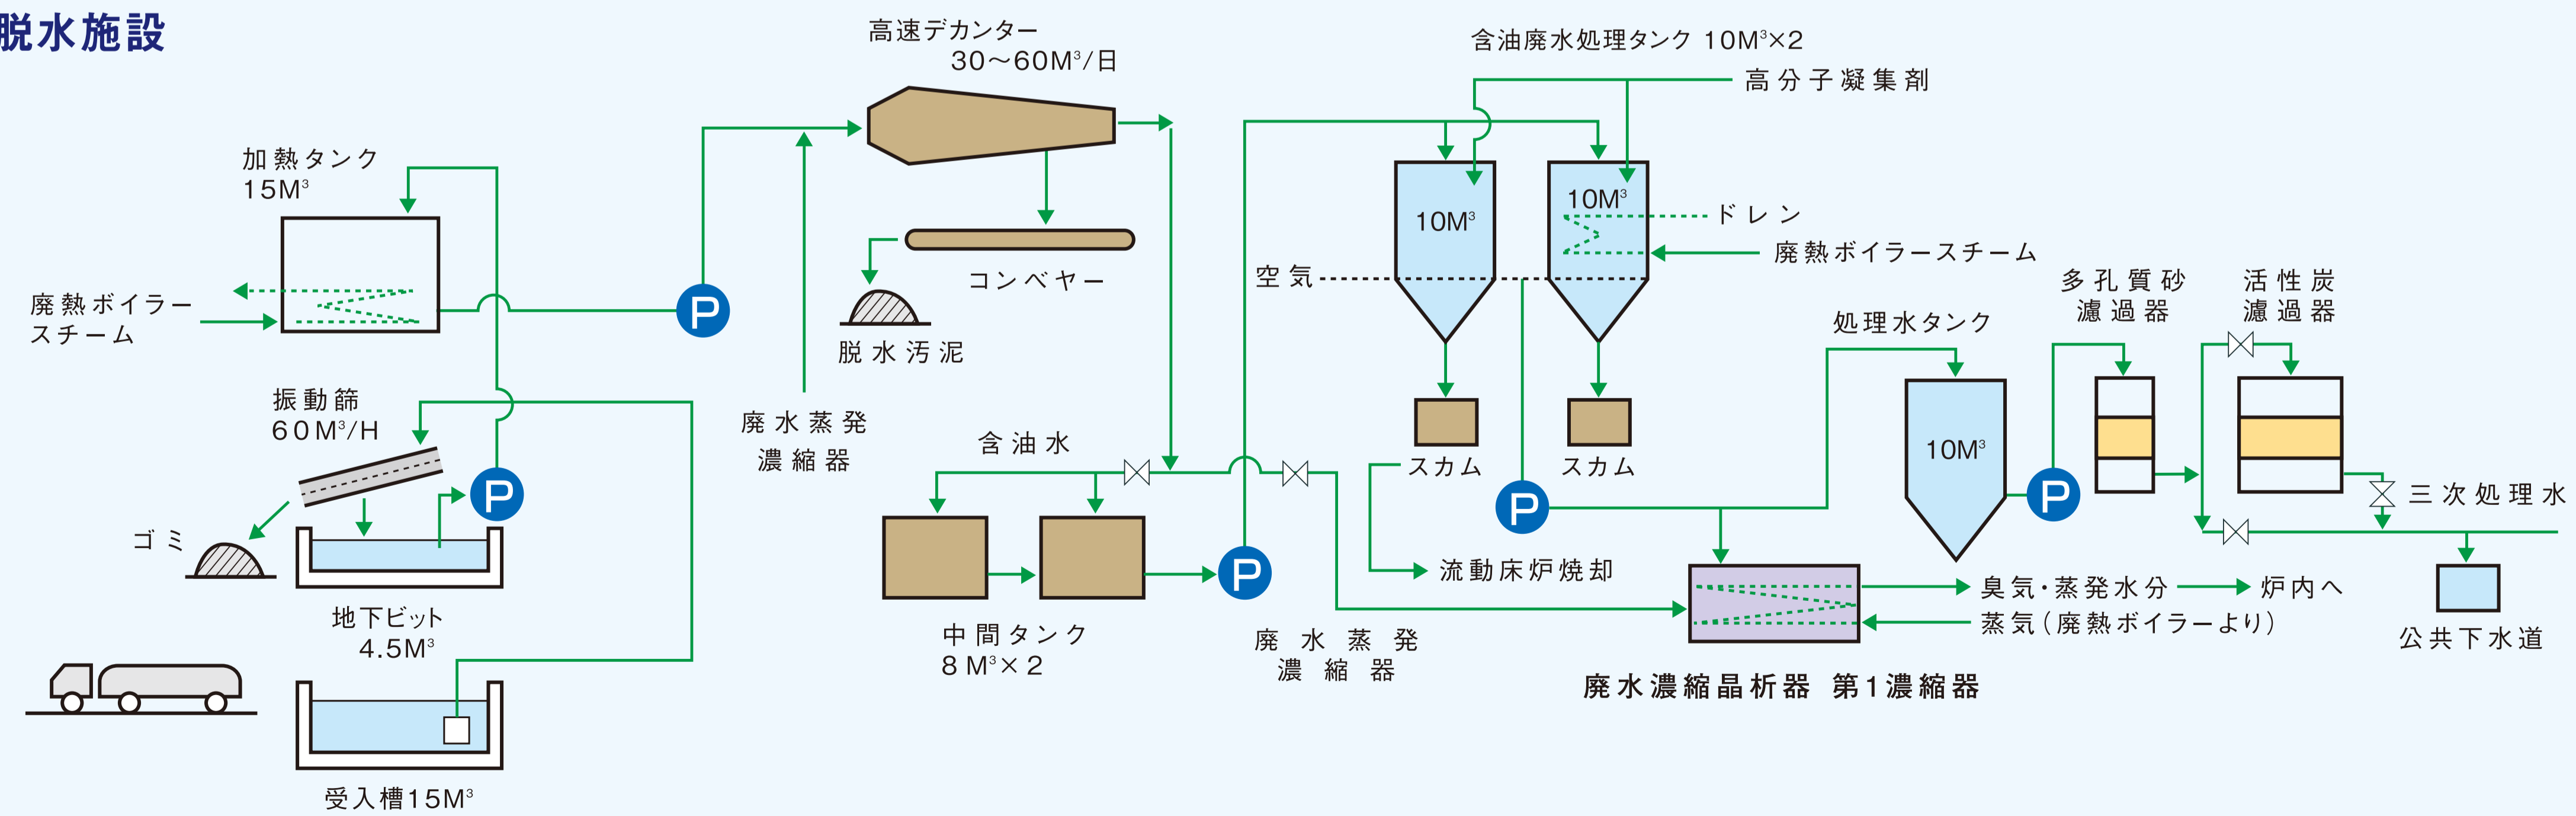 脱水施設
高速デカンター
30〜60M³/日
含油廃水処理タンク 10M³×2
高分子凝集剤
加熱タンク
15M³
10M³
10M³
ドレン
廃熱ボイラースチーム
空気
コンベヤー
廃熱ボイラー
スチーム
P
脱水汚泥
多孔質砂
濾過器
活性炭
濾過器
処理水タンク
振動篩
60M³/H
廃水蒸発
濃縮器
含油水
スカム
スカム
10M³
P
P
P
三次処理水
ゴミ
P
流動床炉焼却
臭気・蒸発水分
炉内へ
蒸気(廃熱ボイラーより)
地下ピット
4.5M³
中間タンク
8M³×2
廃水蒸発
濃縮器
公共下水道
廃水濃縮晶析器 第1濃縮器
受入槽15M³